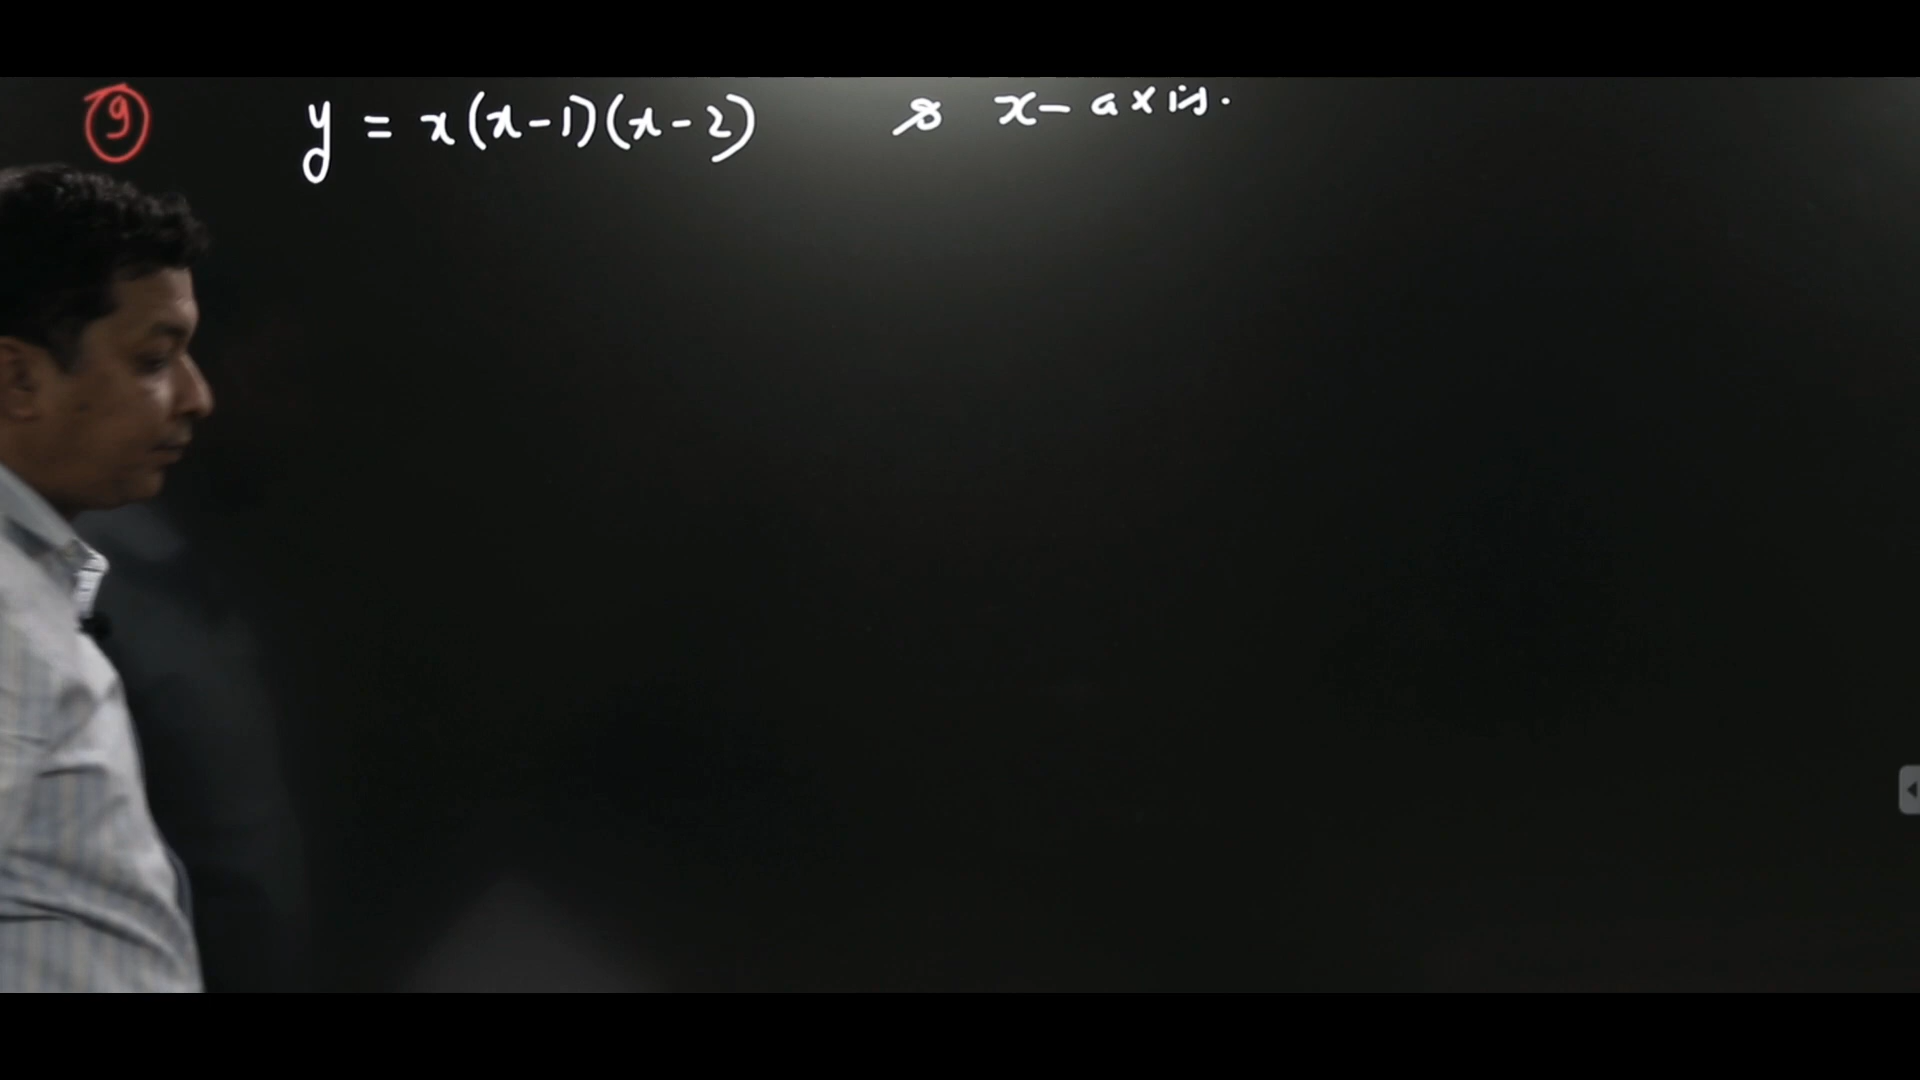 9 y = x(x-1)(x-2) & x-axis.